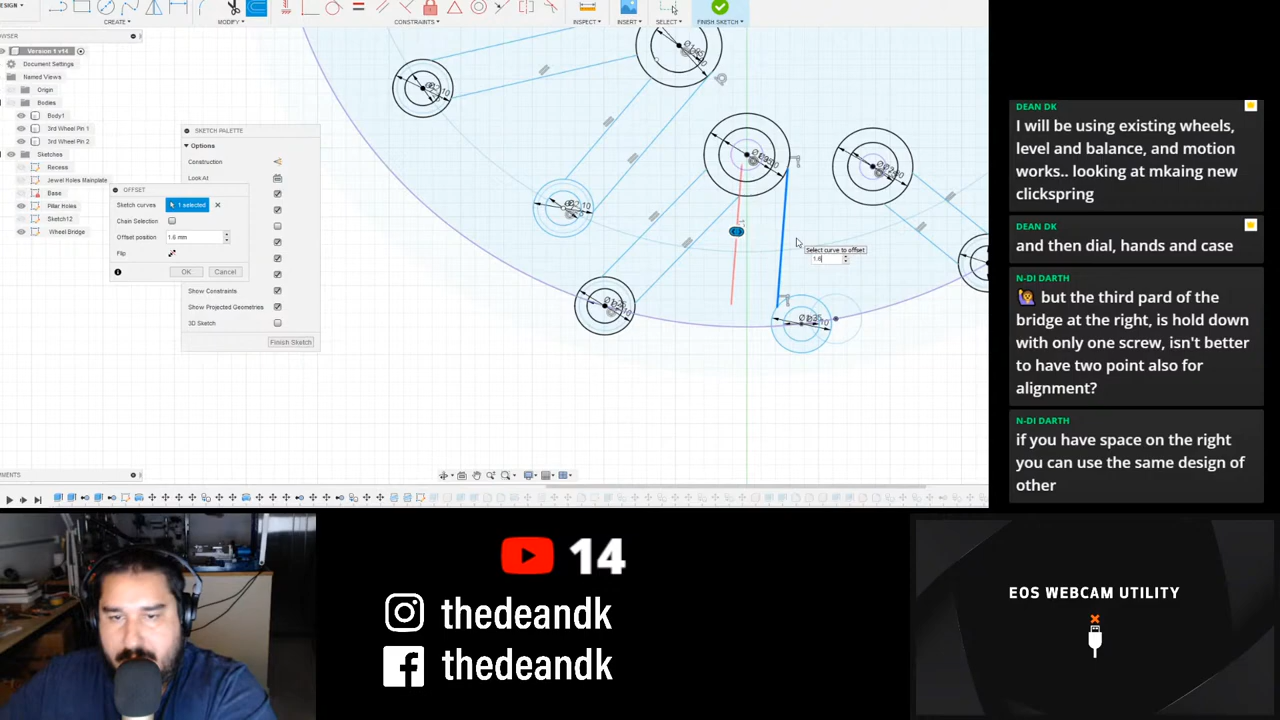 DESIGN
CREATE
MODIFY
CONSTRAINTS
INSPECT
INSERT
SELECT
FINISH SKETCH
Version 1 v14
Document Settings
Named Views
Origin
Bodies
Body1
3rd Wheel Pin 1
3rd Wheel Pin 2
Sketches
Recess
Jewel Holes Mainplate
Base
Pillar Holes
Sketch12
Wheel Bridge
SKETCH PALETTE
Options
Construction
Look At
OFFSET
Sketch curves
1 selected
Chain Selection
Offset position
1.6 mm
Flip
OK
Cancel
Show Constraints
Show Projected Geometries
3D Sketch
Finish Sketch
Select curve to offset
1.6
DEAN DK
I will be using existing wheels,
level and balance, and motion
works.. looking at mkaing new
clickspring
DEAN DK
and then dial, hands and case
N-DI DARTH
🙋 but the third pard of the
bridge at the right, is hold down
with only one screw, isn't better
to have two point also for
alignment?
N-DI DARTH
if you have space on the right
you can use the same design of
other
14
thedeandk
thedeandk
EOS WEBCAM UTILITY